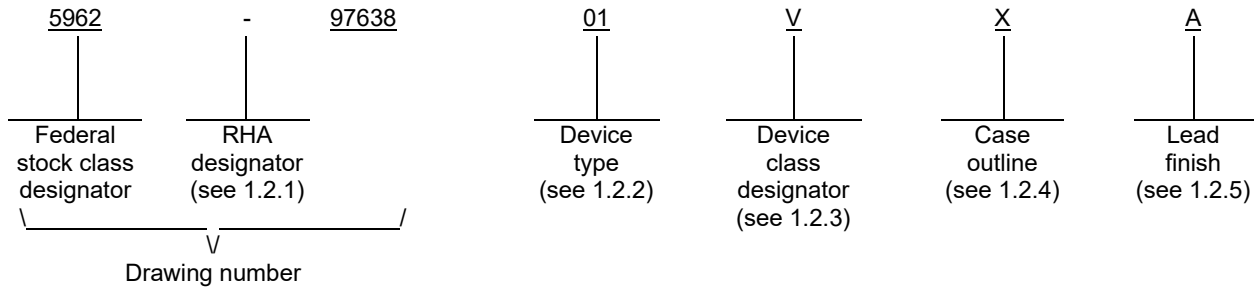 5962 - 97638 01 V X A
Federal stock class designator
RHA designator (see 1.2.1)
Device type (see 1.2.2)
Device class designator (see 1.2.3)
Case outline (see 1.2.4)
Lead finish (see 1.2.5)
Drawing number